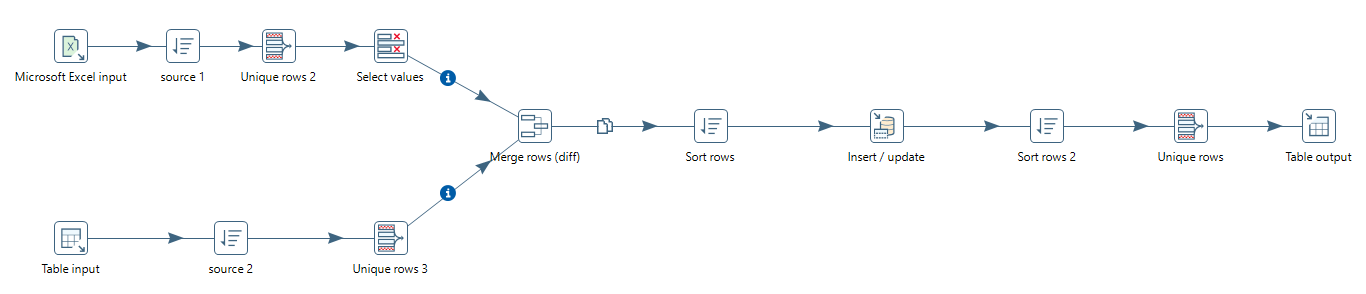 Microsoft Excel input
source 1
Unique rows 2
Select values
Merge rows (diff)
Sort rows
Insert / update
Sort rows 2
Unique rows
Table output
Table input
source 2
Unique rows 3